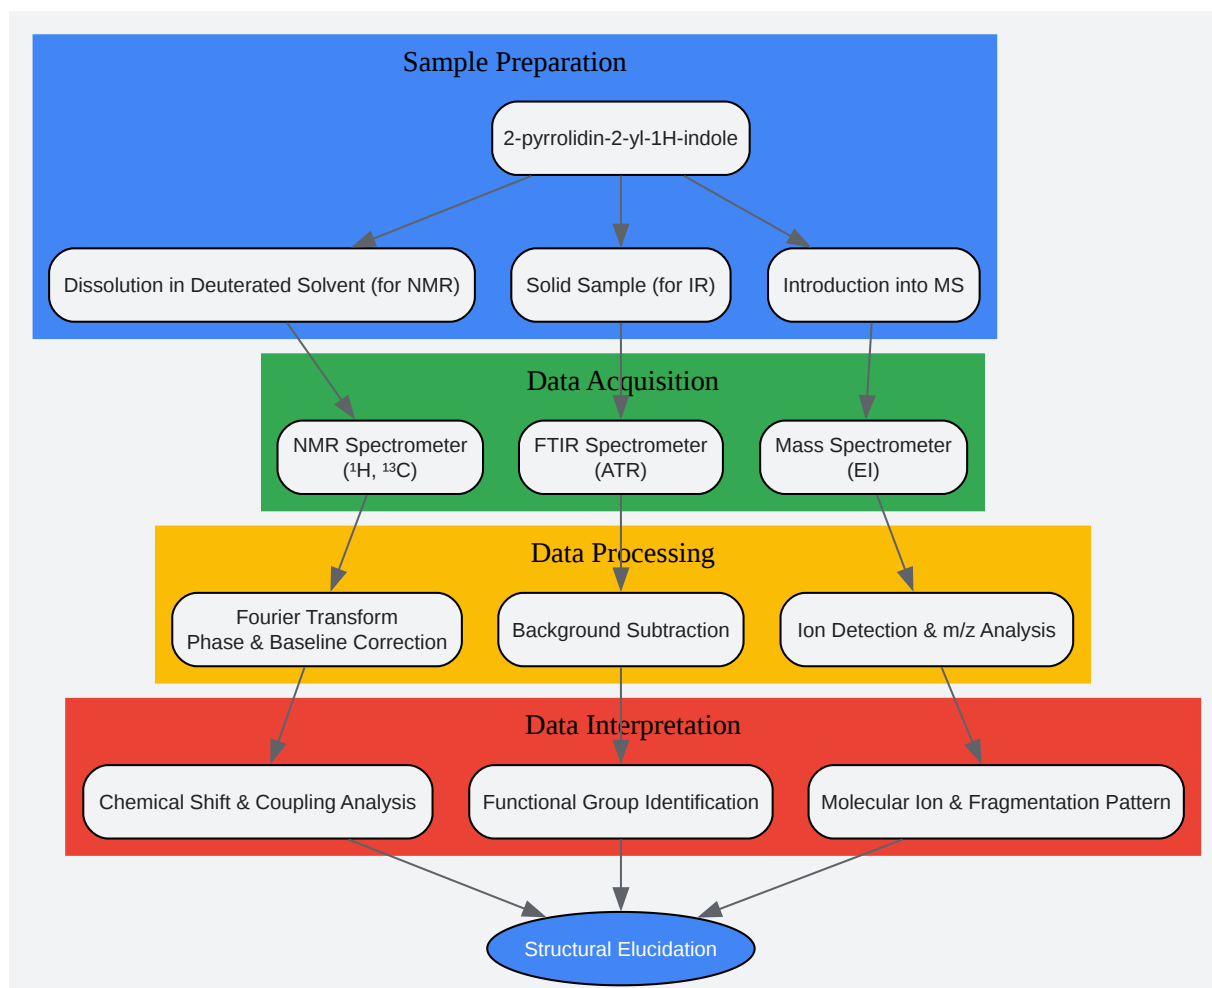 Sample Preparation
2-pyrrolidin-2-yl-1H-indole
Dissolution in Deuterated Solvent (for NMR)
Solid Sample (for IR)
Introduction into MS
Data Acquisition
NMR Spectrometer
(¹H, ¹³C)
FTIR Spectrometer
(ATR)
Mass Spectrometer
(EI)
Data Processing
Fourier Transform
Phase & Baseline Correction
Background Subtraction
Ion Detection & m/z Analysis
Data Interpretation
Chemical Shift & Coupling Analysis
Functional Group Identification
Molecular Ion & Fragmentation Pattern
Structural Elucidation